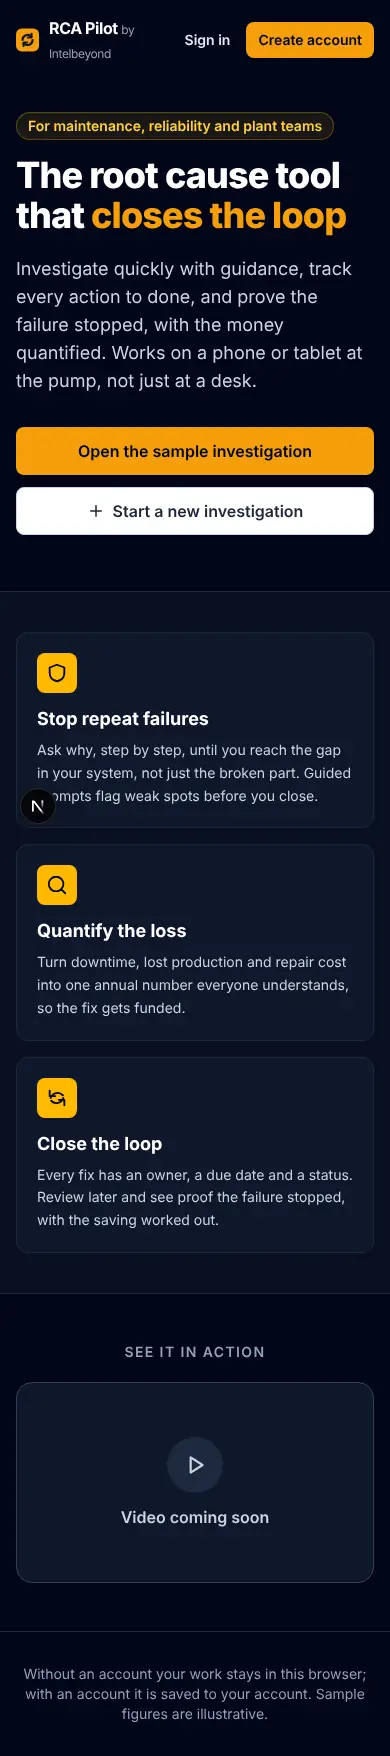 RCA Pilot by
Intelbeyond
Sign in
Create account
For maintenance, reliability and plant teams
The root cause tool
that closes the loop
Investigate quickly with guidance, track
every action to done, and prove the
failure stopped, with the money
quantified. Works on a phone or tablet at
the pump, not just at a desk.
Open the sample investigation
+ Start a new investigation
Stop repeat failures
Ask why, step by step, until you reach the gap
in your system, not just the broken part. Guided
ompts flag weak spots before you close.
N
Quantify the loss
Turn downtime, lost production and repair cost
into one annual number everyone understands,
so the fix gets funded.
Close the loop
Every fix has an owner, a due date and a status.
Review later and see proof the failure stopped,
with the saving worked out.
SEE IT IN ACTION
Video coming soon
Without an account your work stays in this browser;
with an account it is saved to your account. Sample
figures are illustrative.